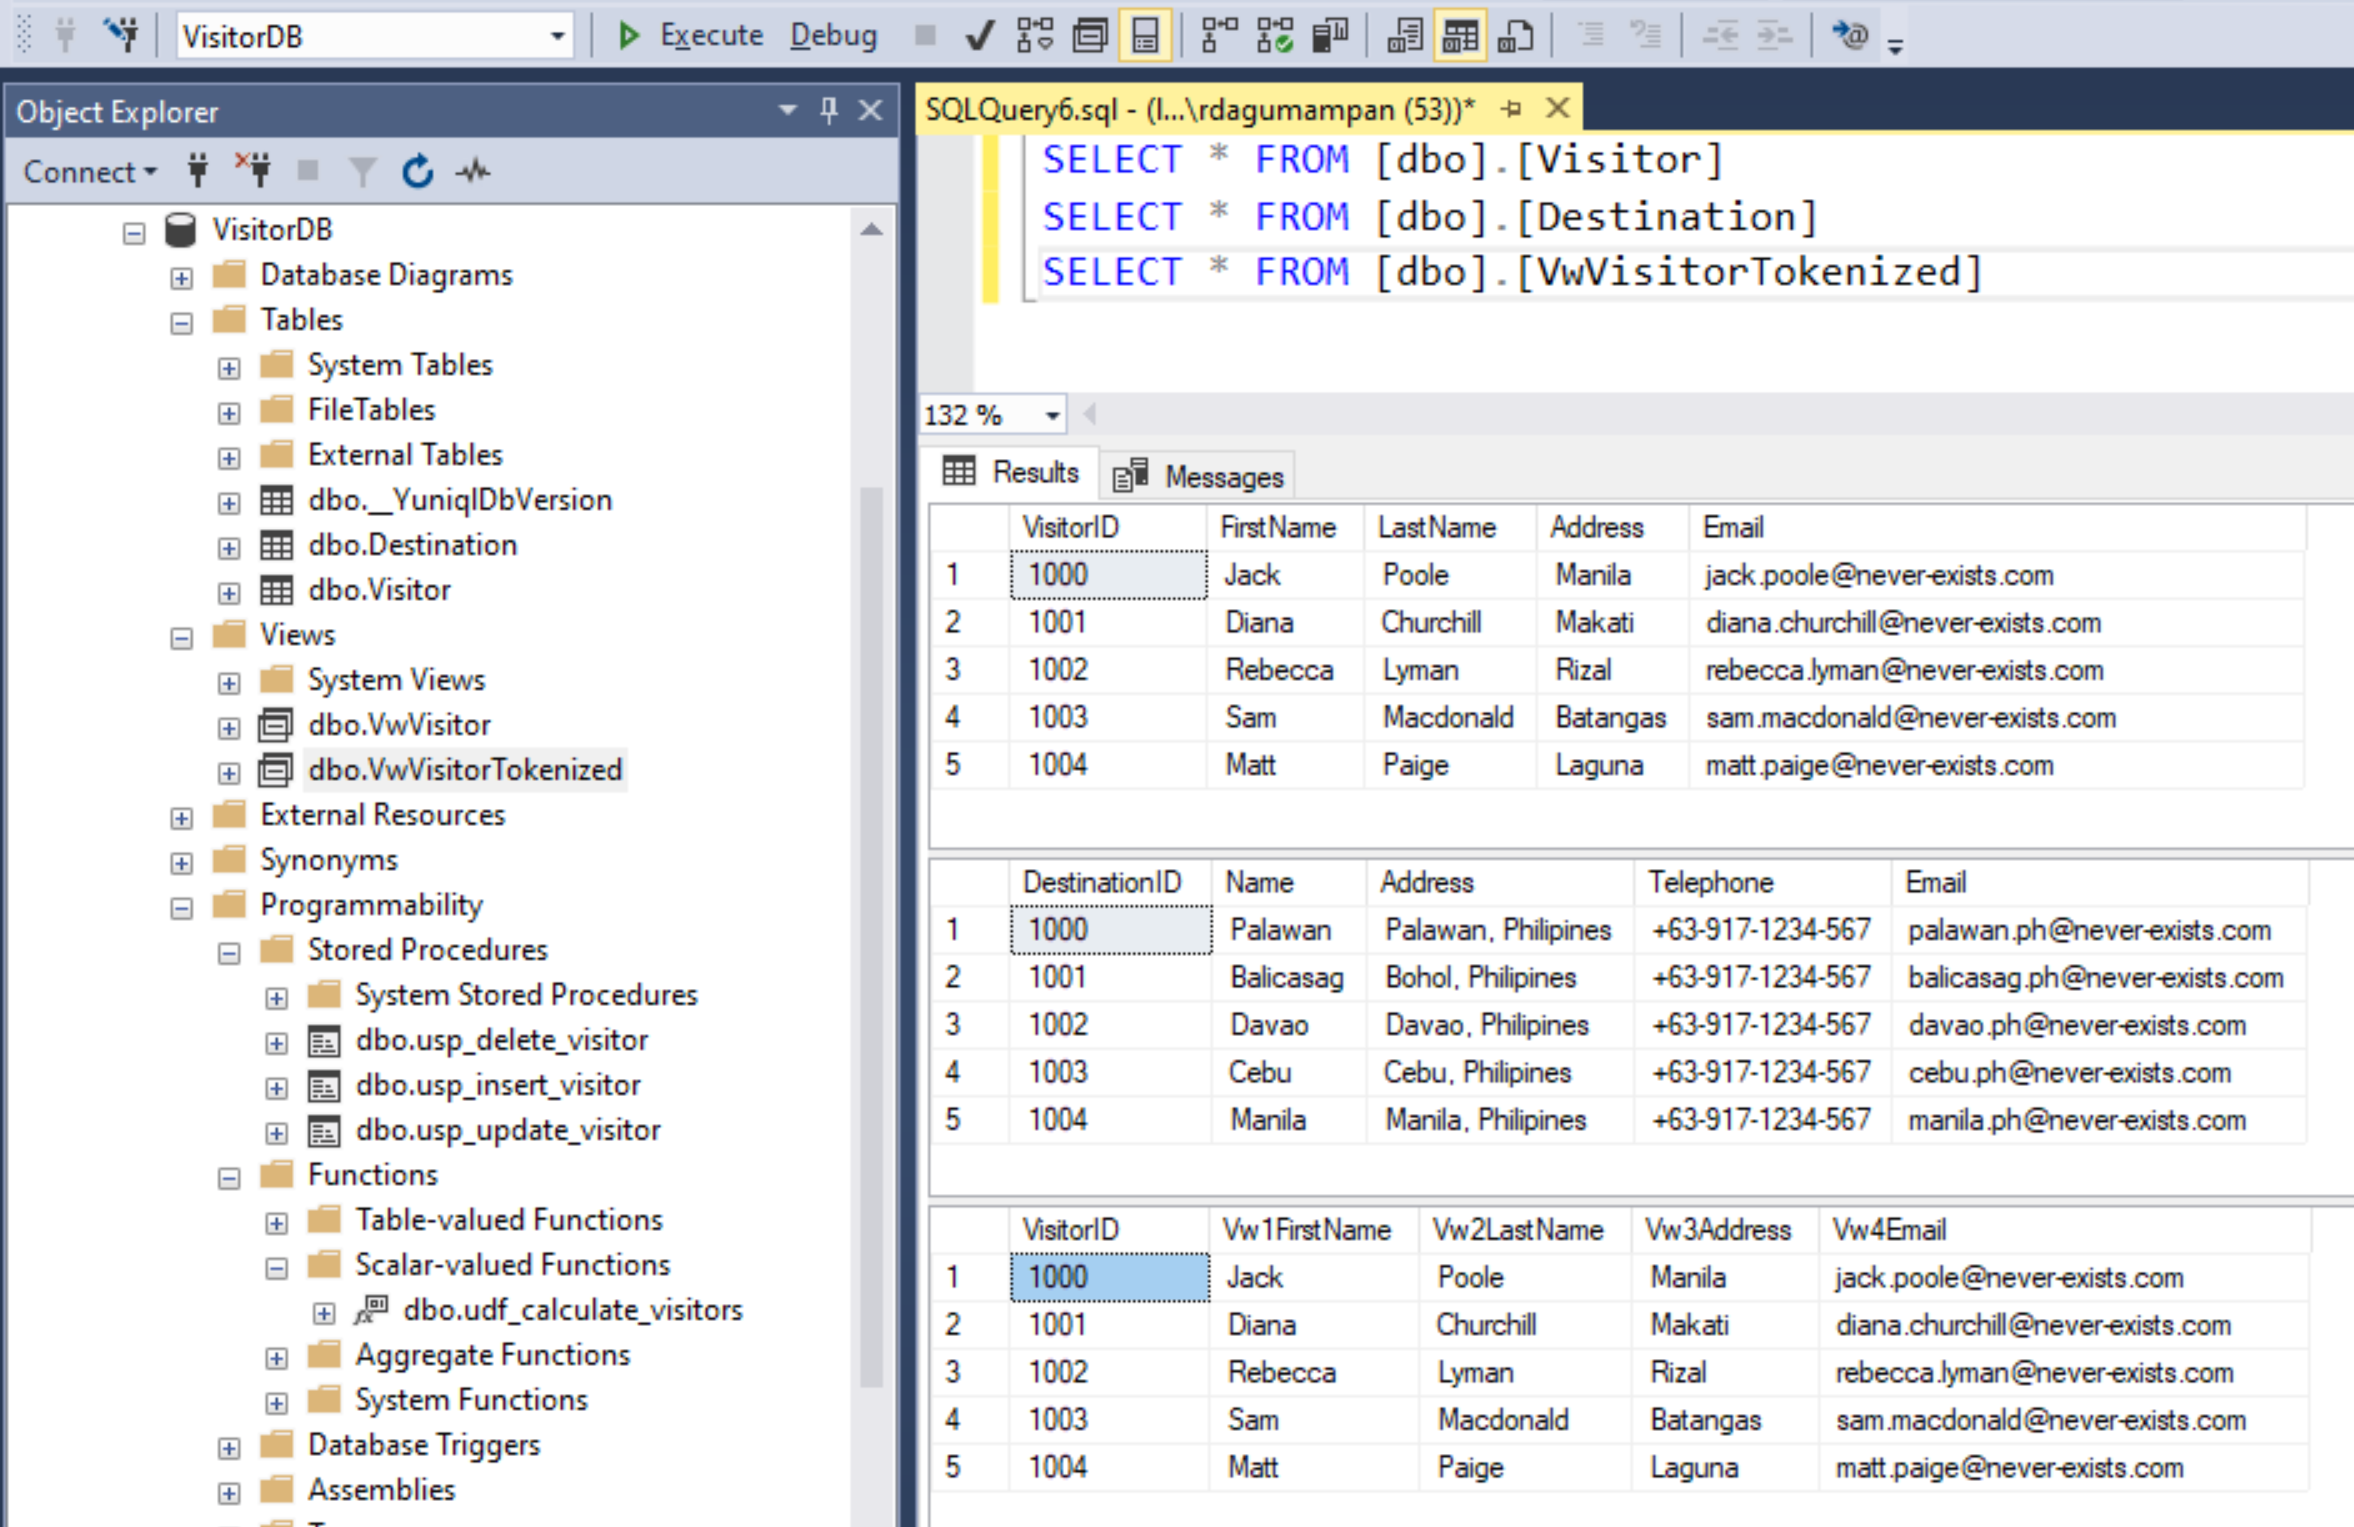 VisitorDB Execute Debug
Object Explorer
Connect
VisitorDB
Database Diagrams
Tables
System Tables
FileTables
External Tables
dbo.__YuniqlDbVersion
dbo.Destination
dbo.Visitor
Views
System Views
dbo.VwVisitor
dbo.VwVisitorTokenized
External Resources
Synonyms
Programmability
Stored Procedures
System Stored Procedures
dbo.usp_delete_visitor
dbo.usp_insert_visitor
dbo.usp_update_visitor
Functions
Table-valued Functions
Scalar-valued Functions
dbo.udf_calculate_visitors
Aggregate Functions
System Functions
Database Triggers
Assemblies
SQLQuery6.sql - (l...\rdagumampan (53))*
SELECT * FROM [dbo].[Visitor]
SELECT * FROM [dbo].[Destination]
SELECT * FROM [dbo].[VwVisitorTokenized]
132 %
Results Messages
VisitorID FirstName LastName Address Email
1 1000 Jack Poole Manila jack.poole@never-exists.com
2 1001 Diana Churchill Makati diana.churchill@never-exists.com
3 1002 Rebecca Lyman Rizal rebecca.lyman@never-exists.com
4 1003 Sam Macdonald Batangas sam.macdonald@never-exists.com
5 1004 Matt Paige Laguna matt.paige@never-exists.com
DestinationID Name Address Telephone Email
1 1000 Palawan Palawan, Philipines +63-917-1234-567 palawan.ph@never-exists.com
2 1001 Balicasag Bohol, Philipines +63-917-1234-567 balicasag.ph@never-exists.com
3 1002 Davao Davao, Philipines +63-917-1234-567 davao.ph@never-exists.com
4 1003 Cebu Cebu, Philipines +63-917-1234-567 cebu.ph@never-exists.com
5 1004 Manila Manila, Philipines +63-917-1234-567 manila.ph@never-exists.com
VisitorID Vw1FirstName Vw2LastName Vw3Address Vw4Email
1 1000 Jack Poole Manila jack.poole@never-exists.com
2 1001 Diana Churchill Makati diana.churchill@never-exists.com
3 1002 Rebecca Lyman Rizal rebecca.lyman@never-exists.com
4 1003 Sam Macdonald Batangas sam.macdonald@never-exists.com
5 1004 Matt Paige Laguna matt.paige@never-exists.com